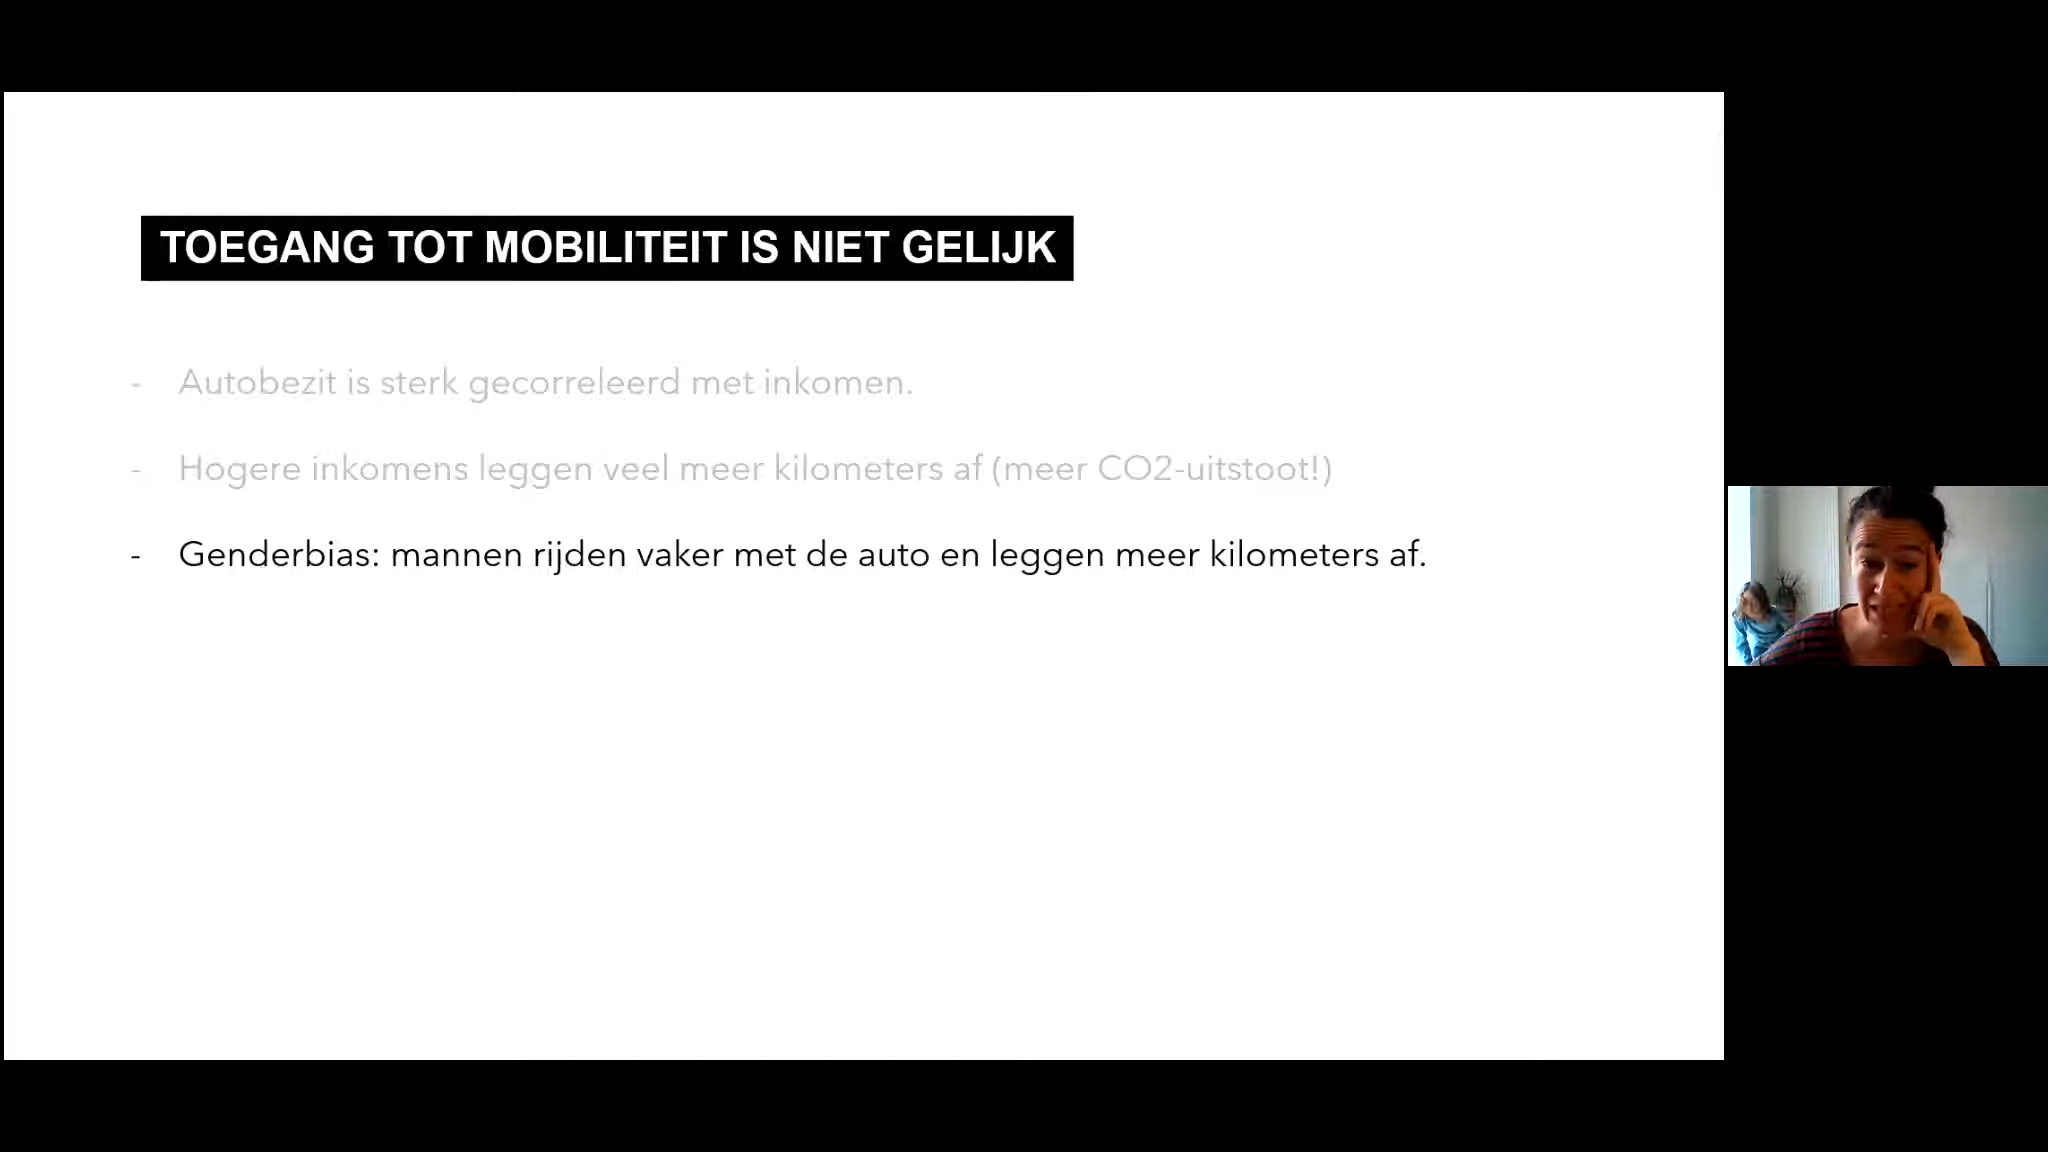 TOEGANG TOT MOBILITEIT IS NIET GELIJK
- Autobezit is sterk gecorreleerd met inkomen.
- Hogere inkomens leggen veel meer kilometers af (meer CO2-uitstoot!)
- Genderbias: mannen rijden vaker met de auto en leggen meer kilometers af.